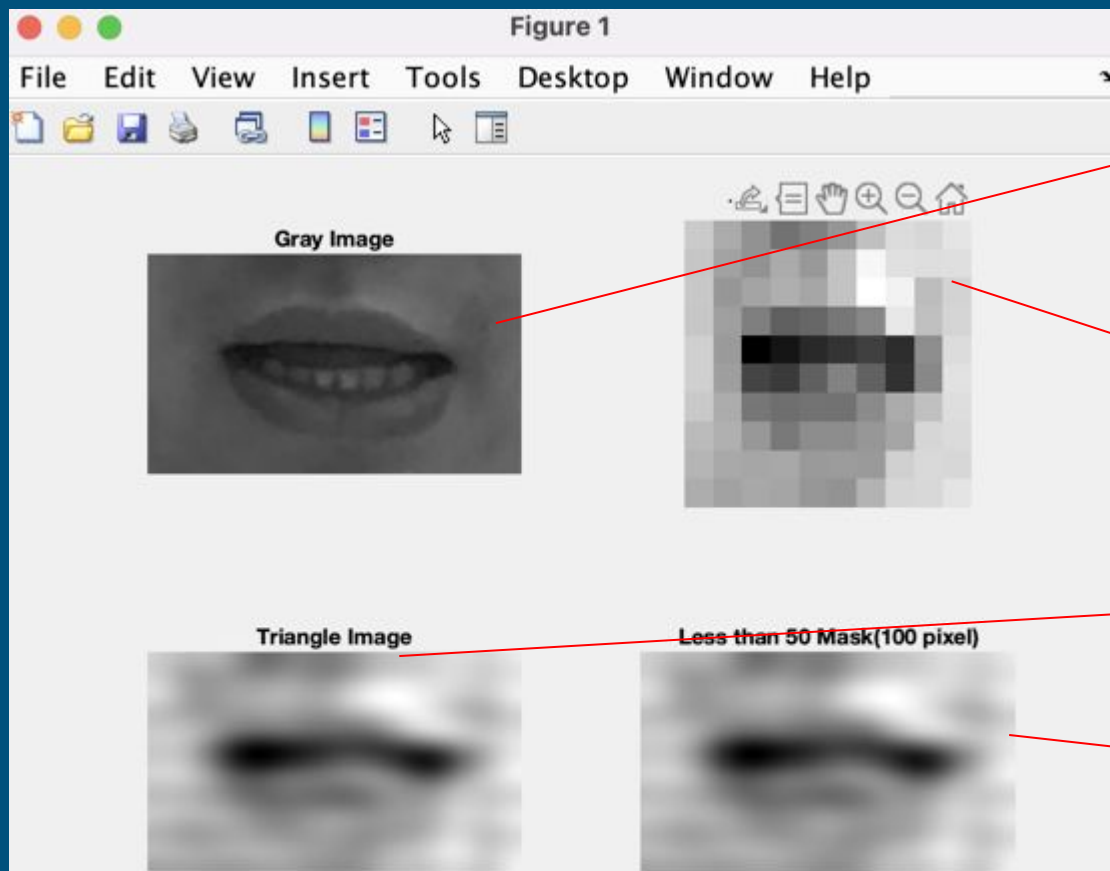 Figure 1
File Edit View Insert Tools Desktop Window Help
Gray Image
Triangle Image
Less than 50 Mask(100 pixel)